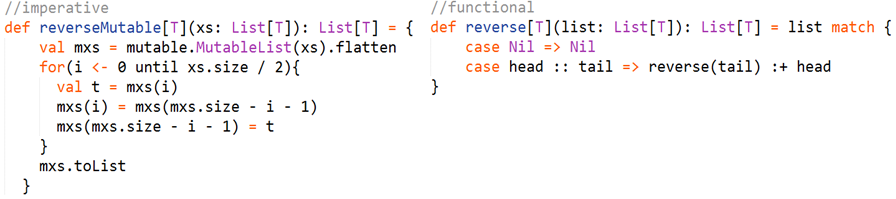 //imperative
def reverseMutable[T](xs: List[T]): List[T] = {
    val mxs = mutable.MutableList(xs).flatten
    for(i <- 0 until xs.size / 2){
      val t = mxs(i)
      mxs(i) = mxs(mxs.size - i - 1)
      mxs(mxs.size - i - 1) = t
    }
    mxs.toList
  }
//functional
def reverse[T](list: List[T]): List[T] = list match {
    case Nil => Nil
    case head :: tail => reverse(tail) :+ head
}